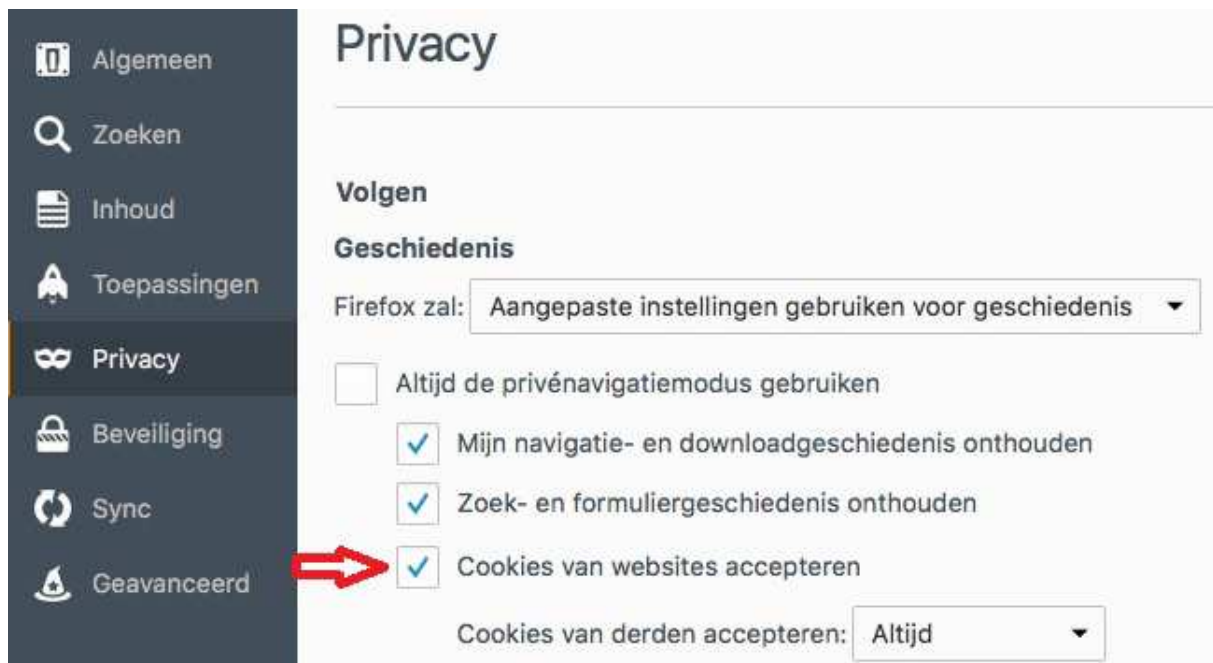 Algemeen
Zoeken
Inhoud
Toepassingen
Privacy
Beveiliging
Sync
Geavanceerd
Privacy
Volgen
Geschiedenis
Firefox zal: Aangepaste instellingen gebruiken voor geschiedenis
Altijd de privénavigatiemodus gebruiken
Mijn navigatie- en downloadgeschiedenis onthouden
Zoek- en formuliergeschiedenis onthouden
Cookies van websites accepteren
Cookies van derden accepteren: Altijd